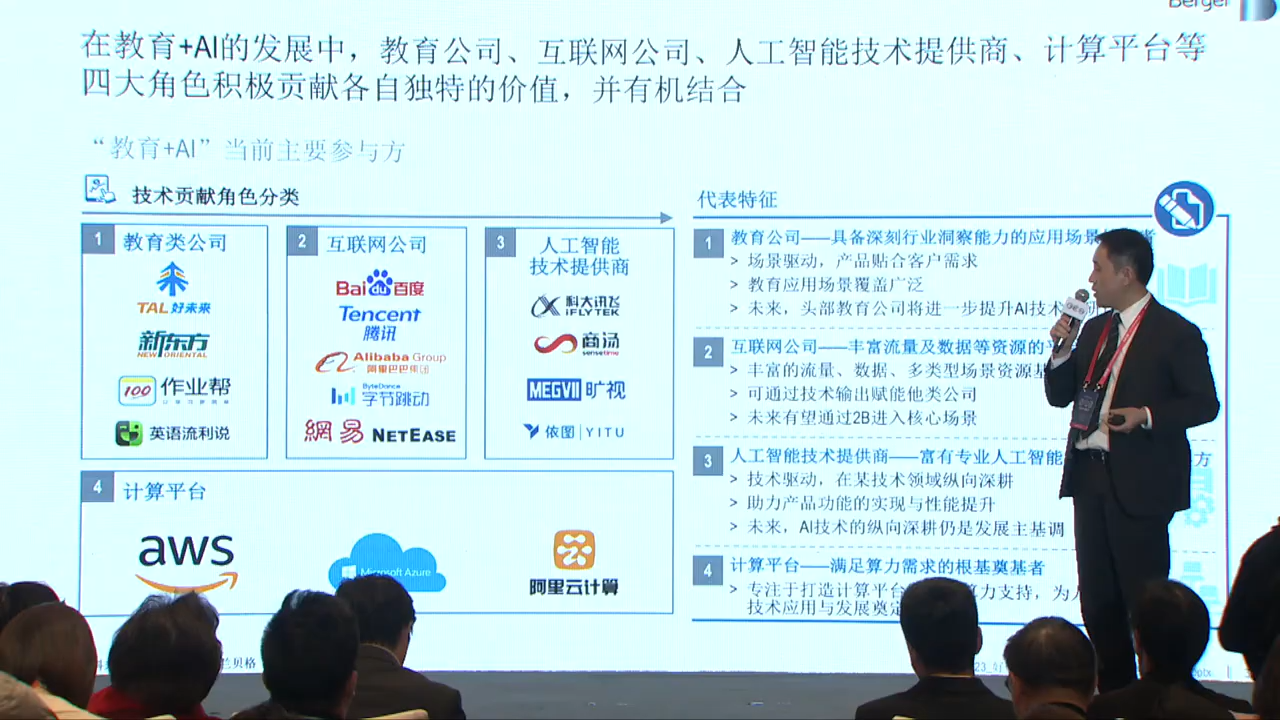 Berger
在教育+AI的发展中，教育公司、互联网公司、人工智能技术提供商、计算平台等
四大角色积极贡献各自独特的价值，并有机结合
“教育+AI”当前主要参与方
技术贡献角色分类
1 教育类公司
TAL 好未来
新东方
NEW ORIENTAL
100 作业帮
英语流利说
2 互联网公司
Bai du 百度
Tencent
腾讯
Alibaba Group
阿里巴巴集团
ByteDance
字节跳动
網易 NETEASE
3 人工智能
技术提供商
科大讯飞
iFLYTEK
商汤
sensetime
MEGVII 旷视
依图 | YITU
4 计算平台
aws
Microsoft Azure
阿里云计算
代表特征
1 教育公司——具备深刻行业洞察能力的应用场景
> 场景驱动，产品贴合客户需求
> 教育应用场景覆盖广泛
> 未来，头部教育公司将进一步提升AI技术
2 互联网公司——丰富流量及数据等资源的平
> 丰富的流量、数据、多类型场景资源
> 可通过技术输出赋能他类公司
> 未来有望通过2B进入核心场景
3 人工智能技术提供商——富有专业人工智能 方
> 技术驱动，在某技术领域纵向深耕
> 助力产品功能的实现与性能提升
> 未来，AI技术的纵向深耕仍是发展主基调
4 计算平台——满足算力需求的根基奠基者
> 专注于打造计算平台 算力支持，为
技术应用与发展奠定
兰贝格